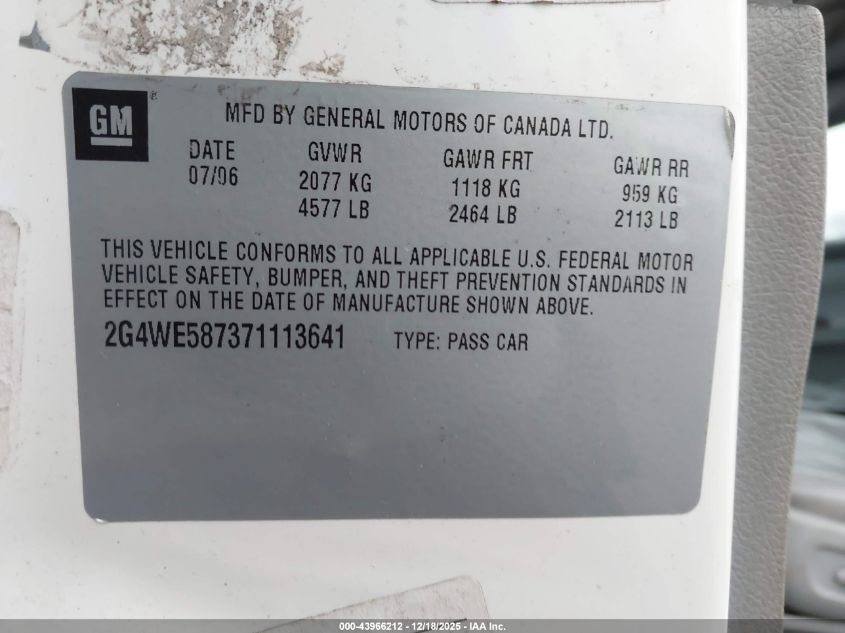 GM®
MFD BY GENERAL MOTORS OF CANADA LTD.
DATE GVWR GAWR FRT GAWR RR
07/06 2077 KG 1118 KG 959 KG
4577 LB 2464 LB 2113 LB
THIS VEHICLE CONFORMS TO ALL APPLICABLE U.S. FEDERAL MOTOR
VEHICLE SAFETY, BUMPER, AND THEFT PREVENTION STANDARDS IN
EFFECT ON THE DATE OF MANUFACTURE SHOWN ABOVE.
2G4WE587371113641 TYPE: PASS CAR
000-43966212 - 12/18/2025 - IAA Inc.